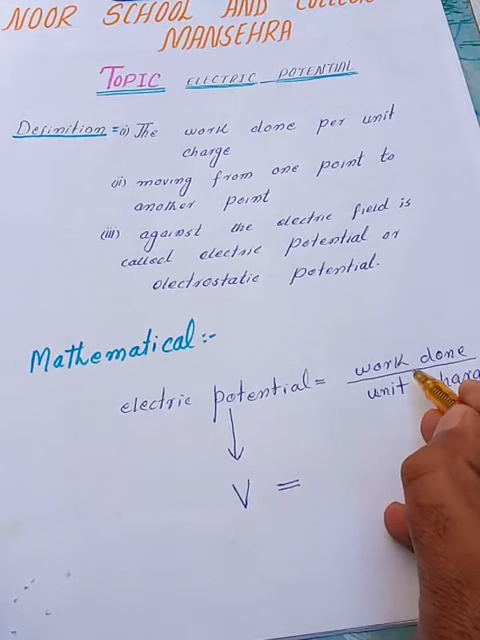 NOOR SCHOOL AND COLLEGE
MANSEHRA
TOPIC ELECTRIC POTENTIAL
Definition =(i) The work done per unit
charge
(ii) moving from one point to
another point
(iii) against the electric field is
called electric potential or
electrostatic potential.
Mathematical:-
electric potential = work done
unit charg
V =